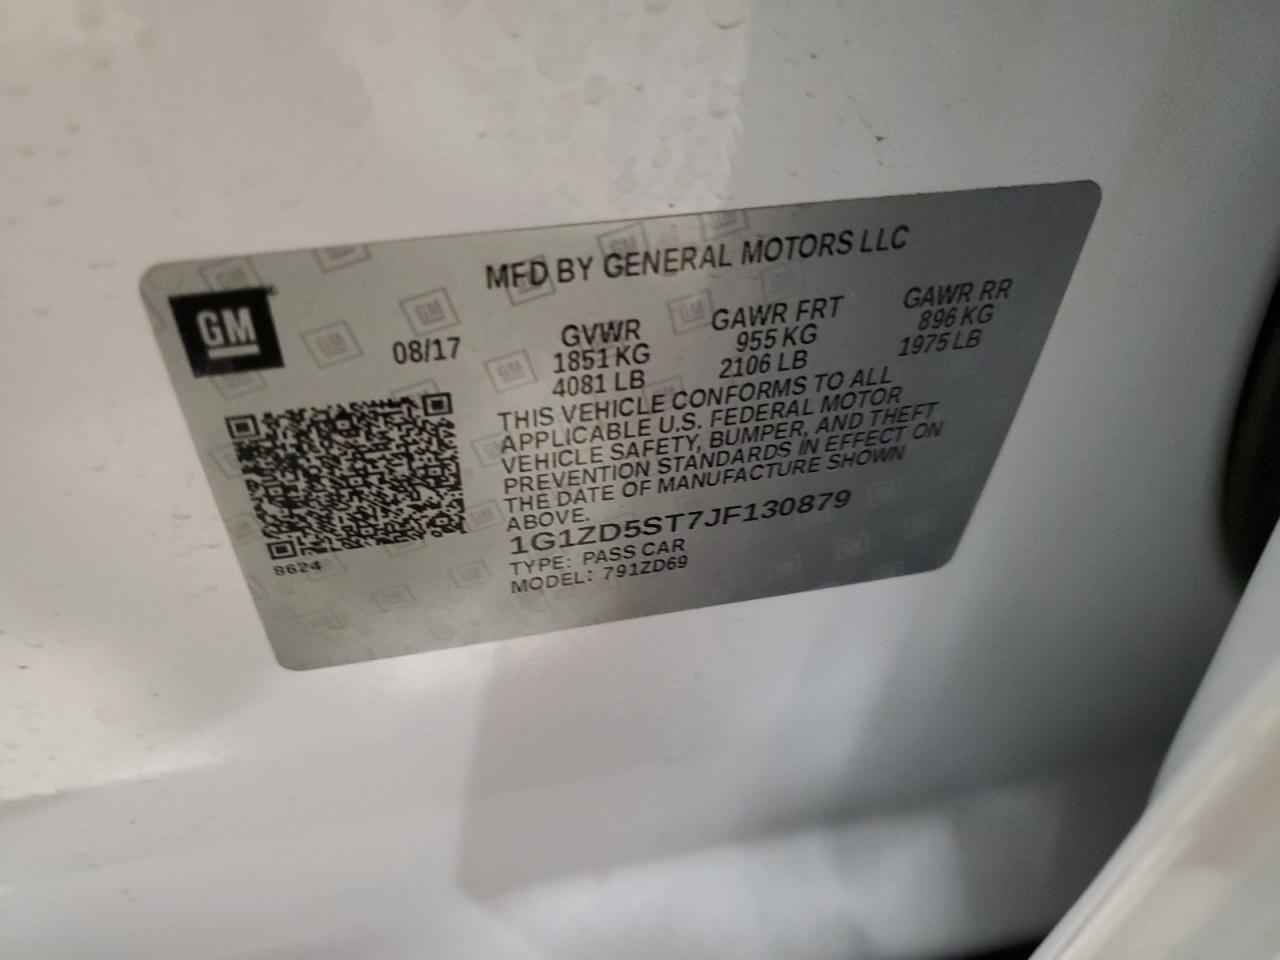 MFD BY GENERAL MOTORS LLC
GM
08/17
GVWR
1851 KG
4081 LB
GAWR FRT
955 KG
2106 LB
GAWR RR
896 KG
1975 LB
THIS VEHICLE CONFORMS TO ALL
APPLICABLE U.S. FEDERAL MOTOR
VEHICLE SAFETY, BUMPER, AND THEFT
PREVENTION STANDARDS IN EFFECT ON
THE DATE OF MANUFACTURE SHOWN
ABOVE.
1G1ZD5ST7JF130879
TYPE: PASS CAR
MODEL: 791ZD69
8624